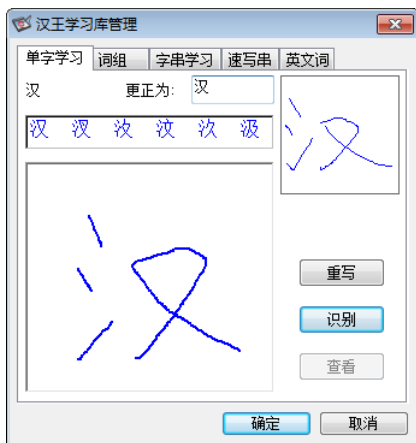 汉王学习库管理
单字学习 词组 字串学习 速写串 英文词
汉 更正为: 汉
汉 汊 汝 汶 汣 汲
汉
汉
重写
识别
查看
确定 取消